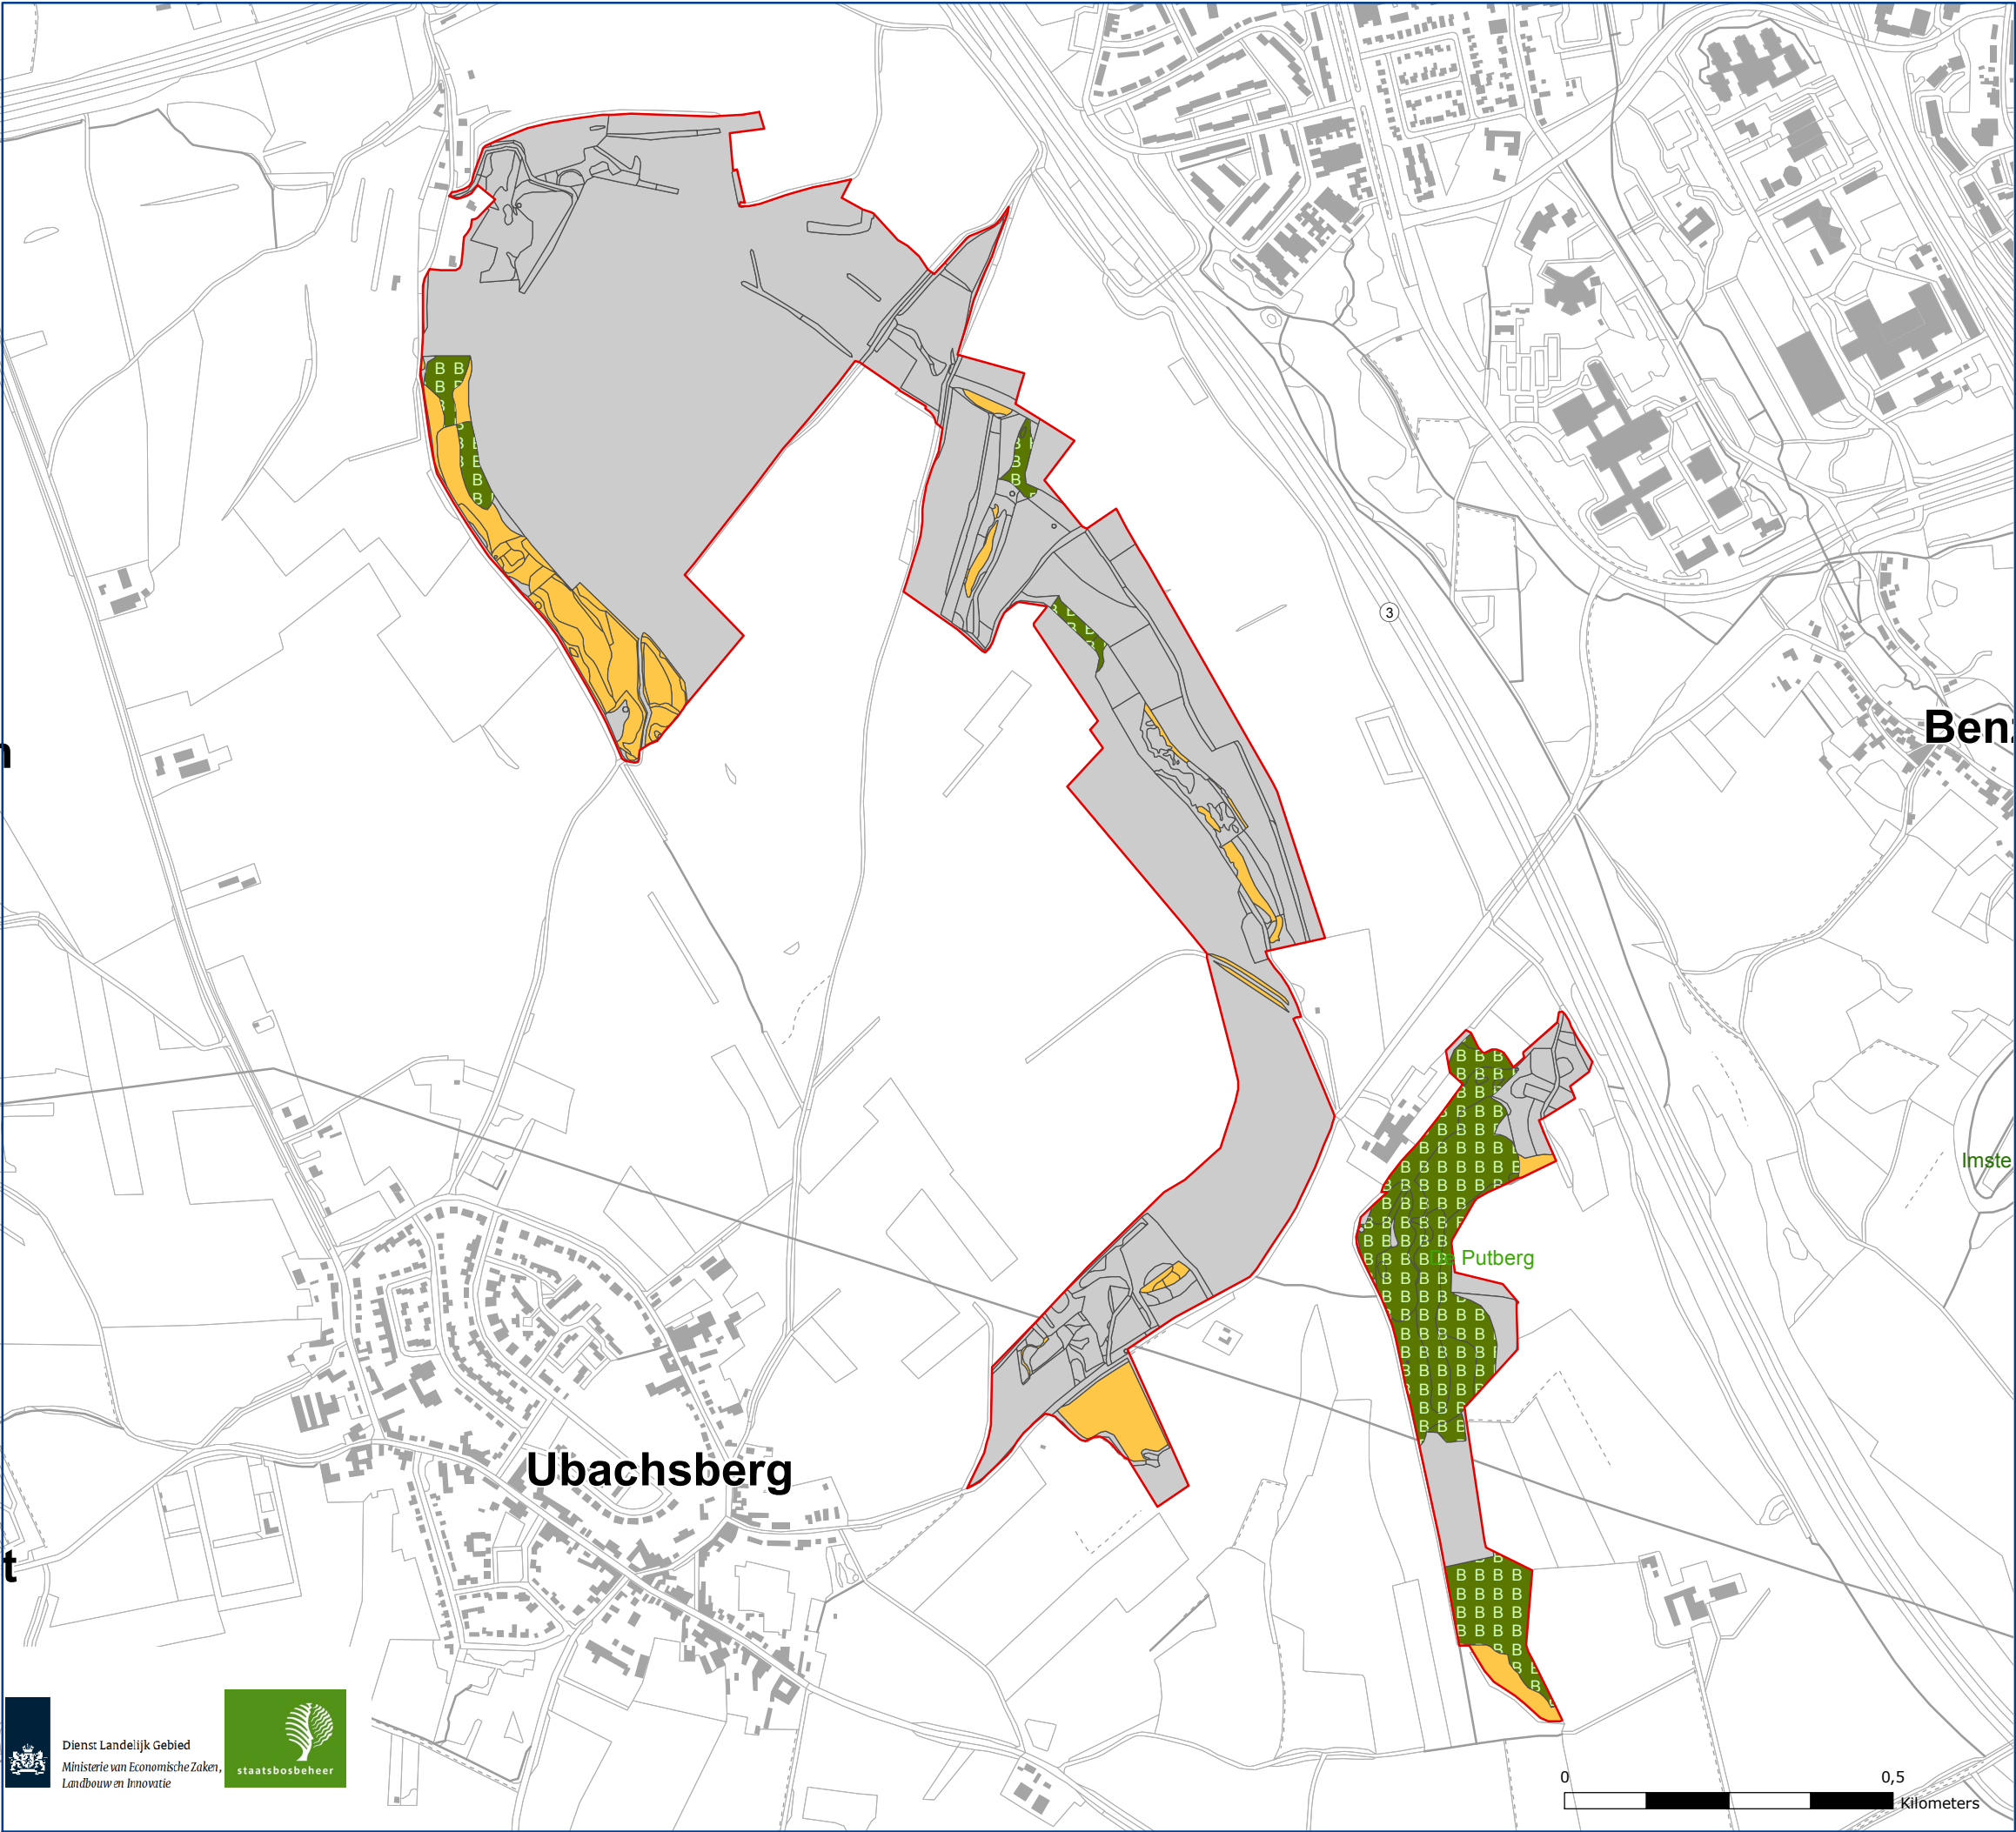 3
Ben
Imste
De Putberg
Ubachsberg
n
t
Dienst Landelijk Gebied
Ministerie van Economische Zaken,
Landbouw en Innovatie
staatsbosbeheer
0 0,5
Kilometers